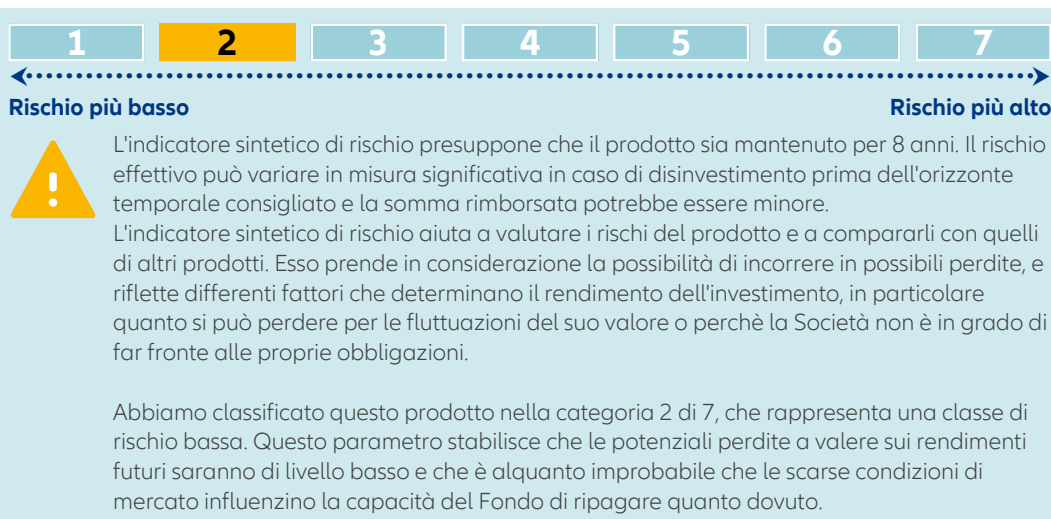 1 2 3 4 5 6 7
Rischio più basso Rischio più alto
L'indicatore sintetico di rischio presuppone che il prodotto sia mantenuto per 8 anni. Il rischio
effettivo può variare in misura significativa in caso di disinvestimento prima dell'orizzonte
temporale consigliato e la somma rimborsata potrebbe essere minore.
L'indicatore sintetico di rischio aiuta a valutare i rischi del prodotto e a compararli con quelli
di altri prodotti. Esso prende in considerazione la possibilità di incorrere in possibili perdite, e
riflette differenti fattori che determinano il rendimento dell'investimento, in particolare
quanto si può perdere per le fluttuazioni del suo valore o perchè la Società non è in grado di
far fronte alle proprie obbligazioni.
Abbiamo classificato questo prodotto nella categoria 2 di 7, che rappresenta una classe di
rischio bassa. Questo parametro stabilisce che le potenziali perdite a valere sui rendimenti
futuri saranno di livello basso e che è alquanto improbabile che le scarse condizioni di
mercato influenzino la capacità del Fondo di ripagare quanto dovuto.